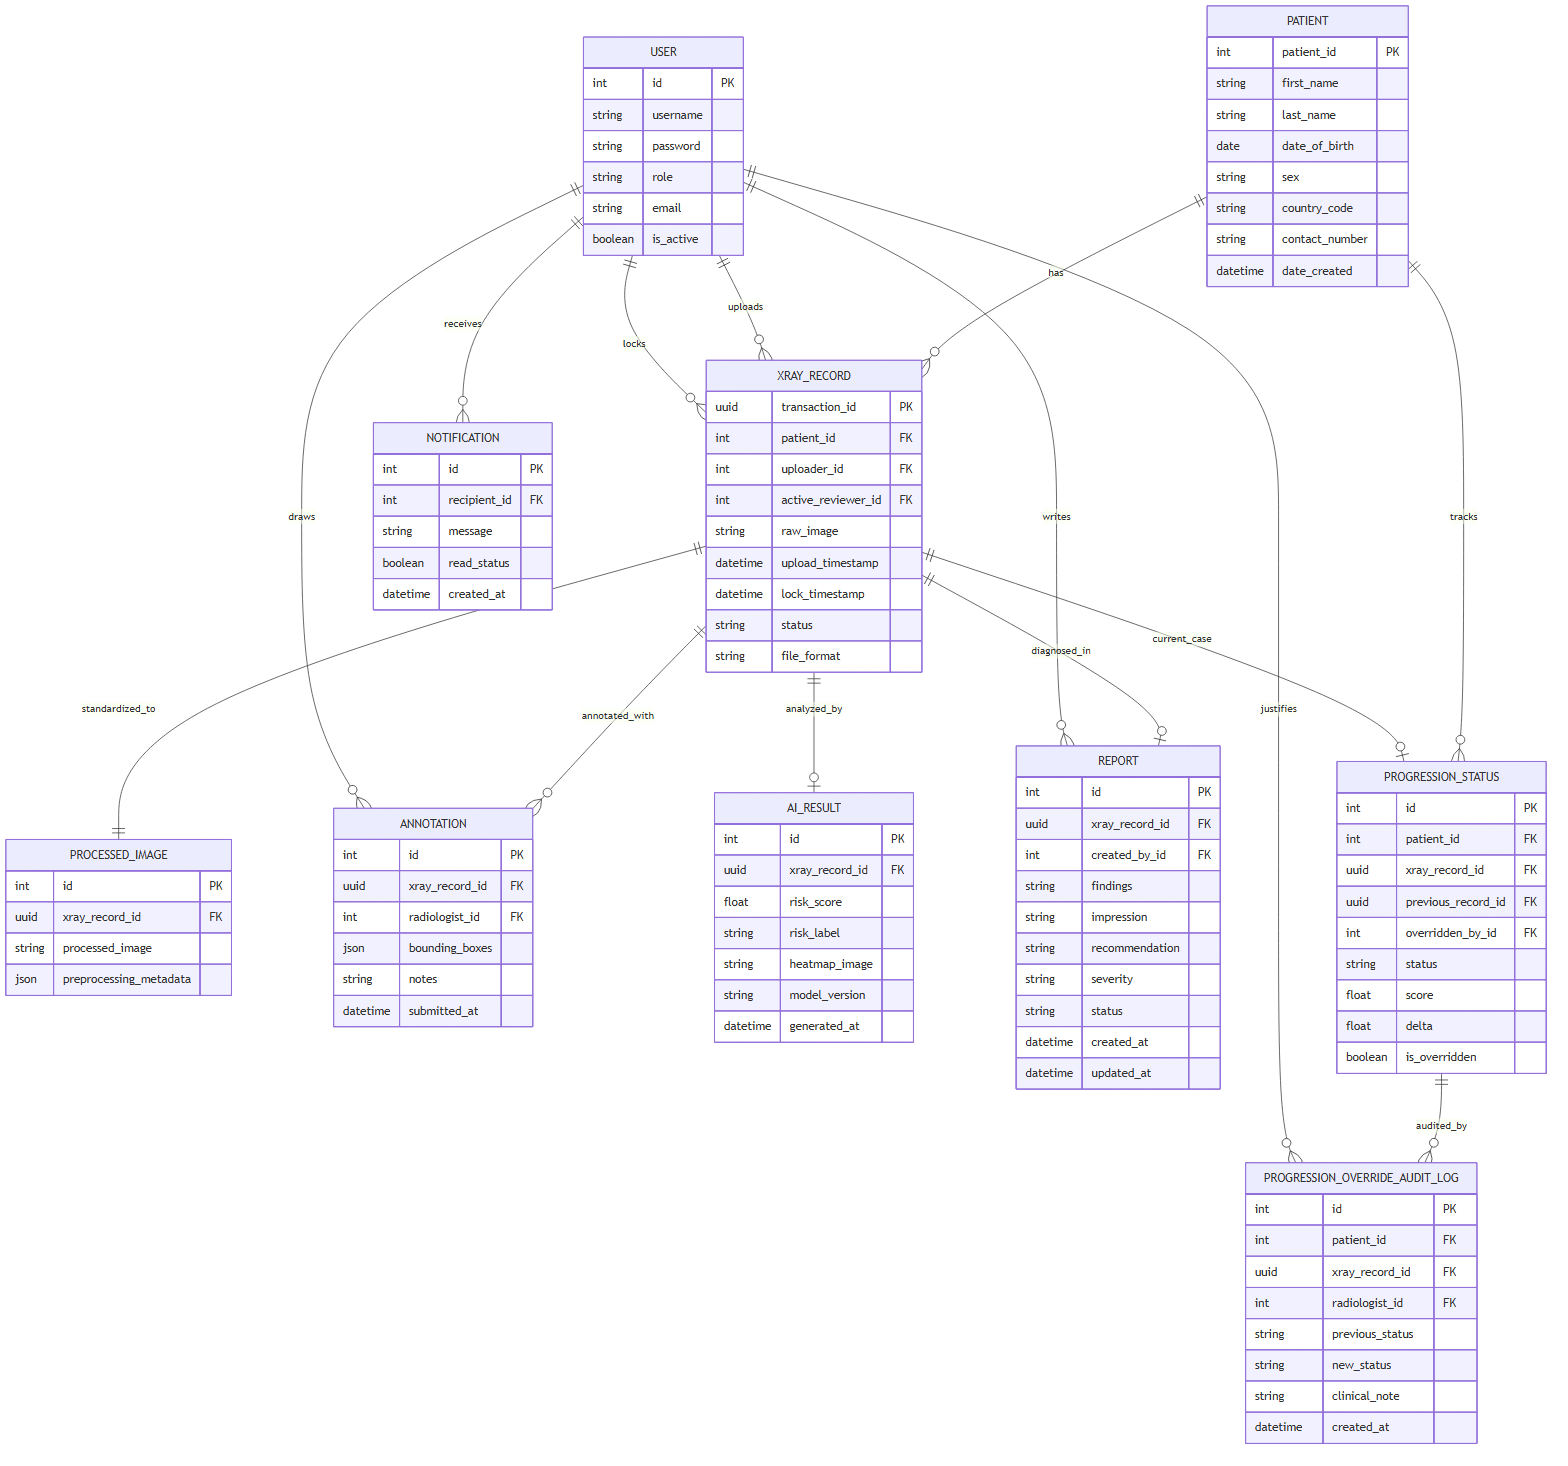 USER
int id PK
string username
string password
string role
string email
boolean is_active
PATIENT
int patient_id PK
string first_name
string last_name
date date_of_birth
string sex
string country_code
string contact_number
datetime date_created
has
uploads
receives
locks
draws
writes
tracks
XRAY_RECORD
uuid transaction_id PK
int patient_id FK
int uploader_id FK
int active_reviewer_id FK
string raw_image
datetime upload_timestamp
datetime lock_timestamp
string status
string file_format
NOTIFICATION
int id PK
int recipient_id FK
string message
boolean read_status
datetime created_at
current_case
diagnosed_in
standardized_to
annotated_with
analyzed_by
justifies
PROCESSED_IMAGE
int id PK
uuid xray_record_id FK
string processed_image
json preprocessing_metadata
ANNOTATION
int id PK
uuid xray_record_id FK
int radiologist_id FK
json bounding_boxes
string notes
datetime submitted_at
AI_RESULT
int id PK
uuid xray_record_id FK
float risk_score
string risk_label
string heatmap_image
string model_version
datetime generated_at
REPORT
int id PK
uuid xray_record_id FK
int created_by_id FK
string findings
string impression
string recommendation
string severity
string status
datetime created_at
datetime updated_at
PROGRESSION_STATUS
int id PK
int patient_id FK
uuid xray_record_id FK
uuid previous_record_id FK
int overridden_by_id FK
string status
float score
float delta
boolean is_overridden
audited_by
PROGRESSION_OVERRIDE_AUDIT_LOG
int id PK
int patient_id FK
uuid xray_record_id FK
int radiologist_id FK
string previous_status
string new_status
string clinical_note
datetime created_at